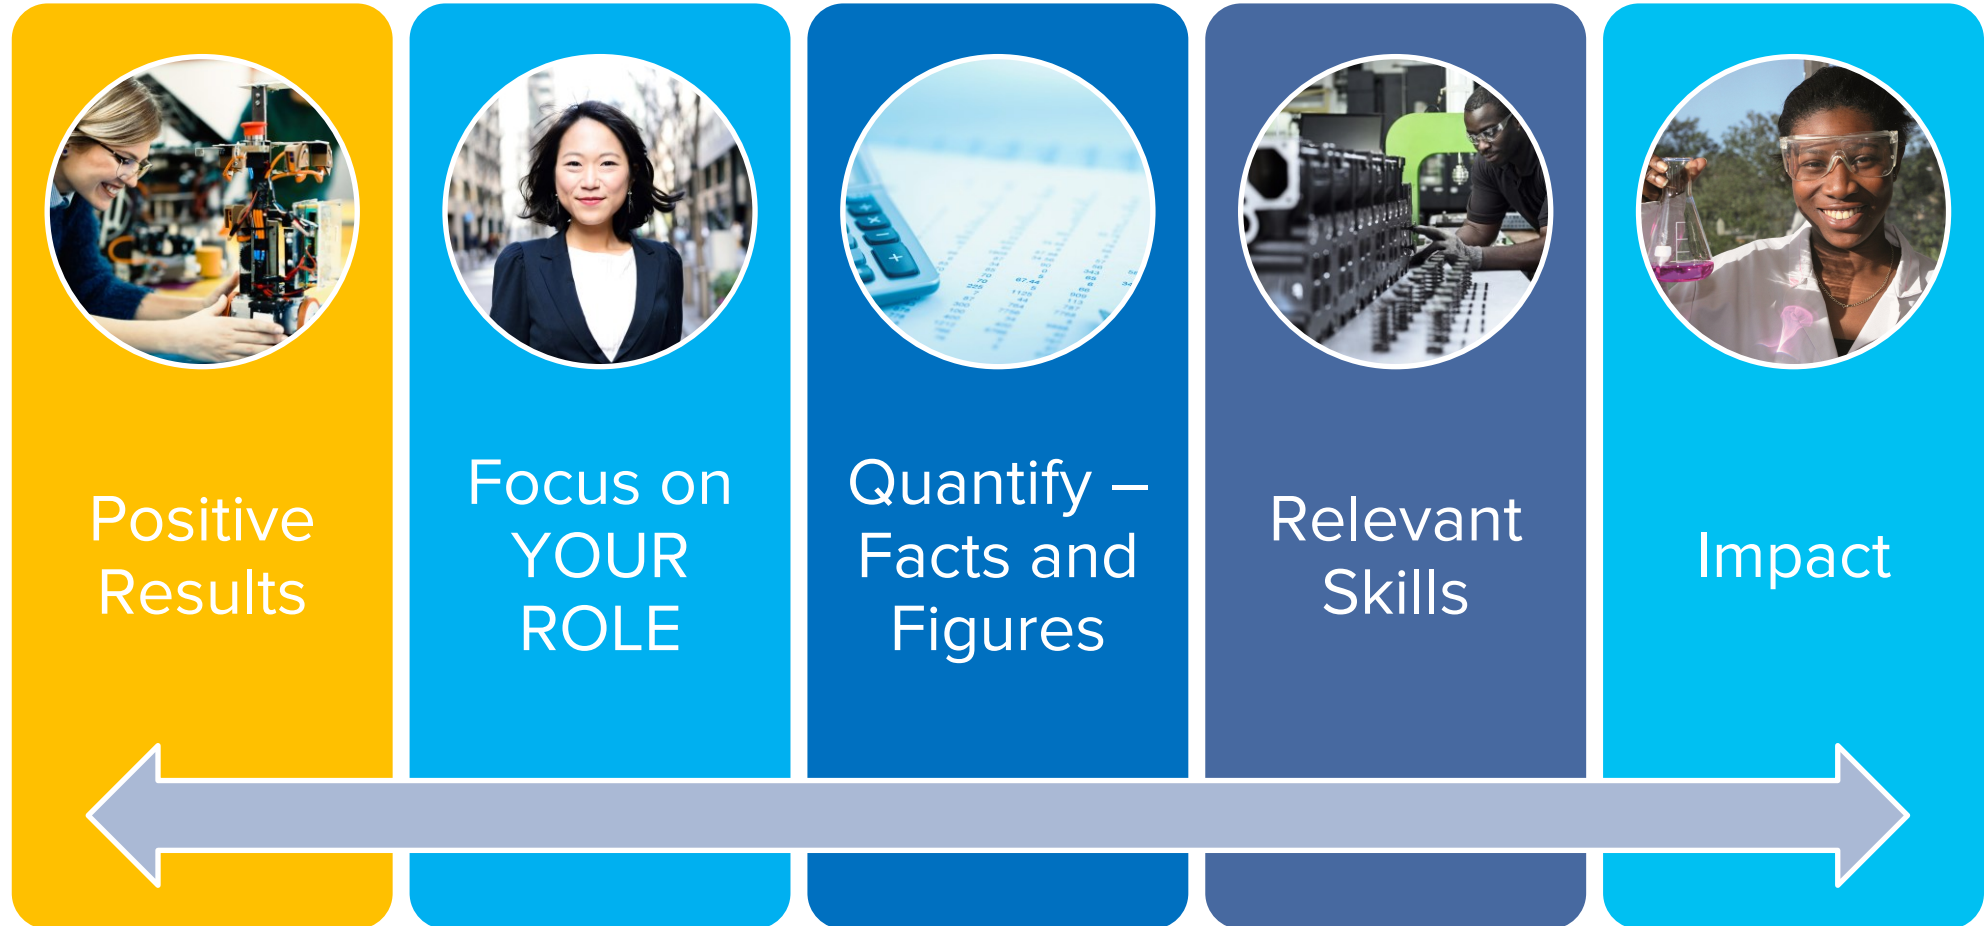 Positive
Results
Focus on
YOUR
ROLE
Quantify –
Facts and
Figures
Relevant
Skills
Impact